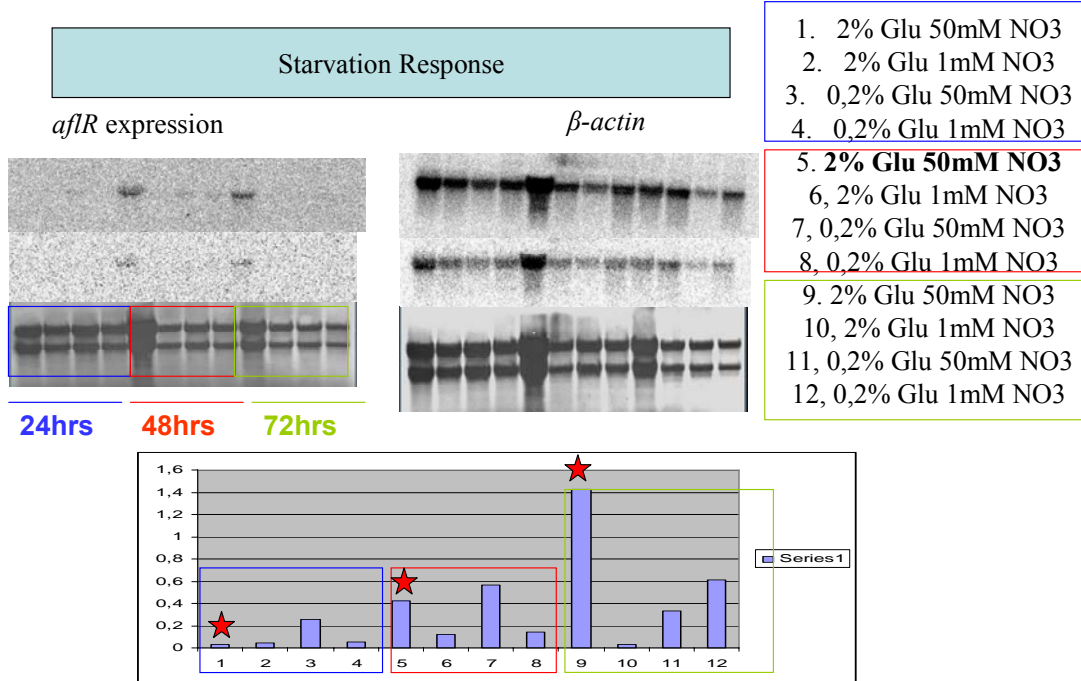 Starvation Response
aflR expression
β-actin
24hrs
48hrs
72hrs
1. 2% Glu 50mM NO3
2. 2% Glu 1mM NO3
3. 0,2% Glu 50mM NO3
4. 0,2% Glu 1mM NO3
5. 2% Glu 50mM NO3
6, 2% Glu 1mM NO3
7, 0,2% Glu 50mM NO3
8, 0,2% Glu 1mM NO3
9. 2% Glu 50mM NO3
10, 2% Glu 1mM NO3
11, 0,2% Glu 50mM NO3
12, 0,2% Glu 1mM NO3
1,6
1,4
1,2
1
0,8
0,6
0,4
0,2
0
1 2 3 4 5 6 7 8 9 10 11 12
Series1